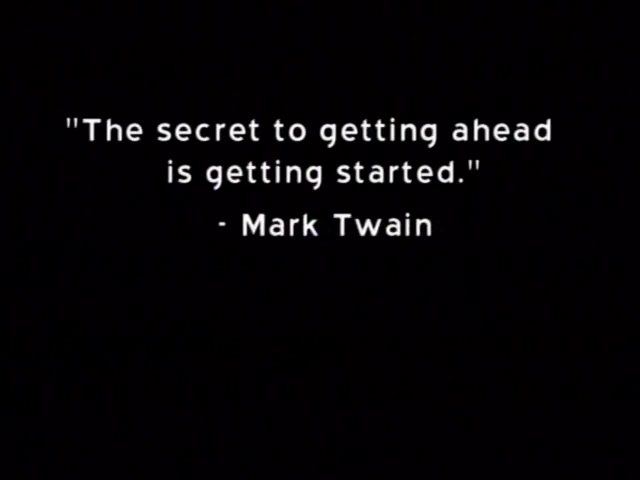 "The secret to getting ahead
is getting started."
- Mark Twain